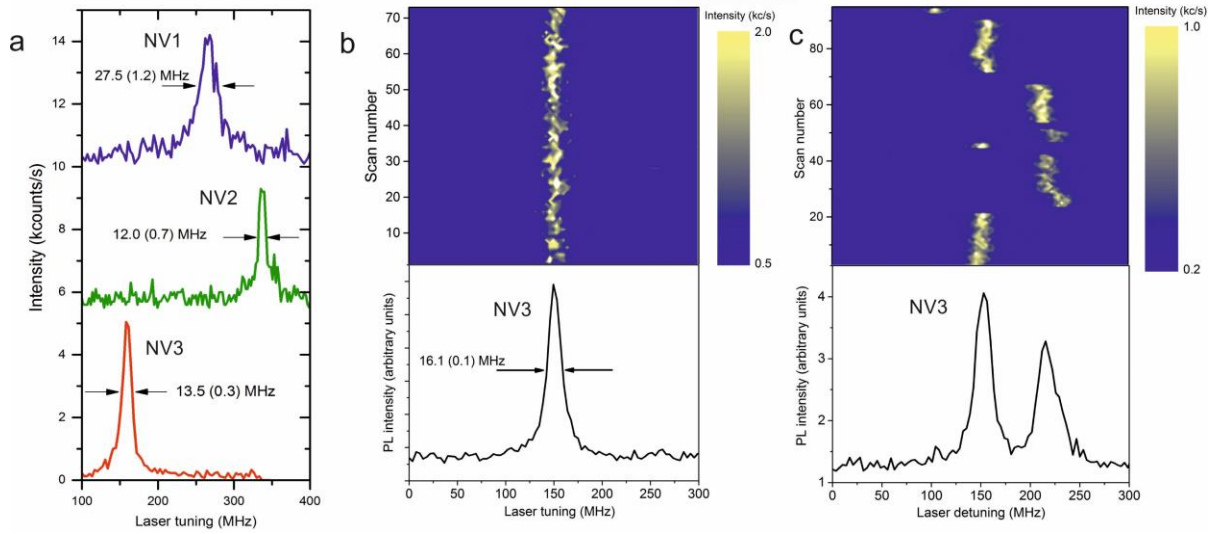 a
NV1
27.5 (1.2) MHz
NV2
12.0 (0.7) MHz
NV3
13.5 (0.3) MHz
Intensity (kcounts/s)
14
12
10
8
6
4
2
0
100
200
300
400
Laser tuning (MHz)
b
Intensity (kc/s)
2.0
0.5
Scan number
70
60
50
40
30
20
10
NV3
16.1 (0.1) MHz
PL intensity (arbitrary units)
0
50
100
150
200
250
300
Laser tuning (MHz)
c
Intensity (kc/s)
1.0
0.2
Scan number
80
60
40
20
NV3
PL intensity (arbitrary units)
4
3
2
1
0
50
100
150
200
250
300
Laser detuning (MHz)